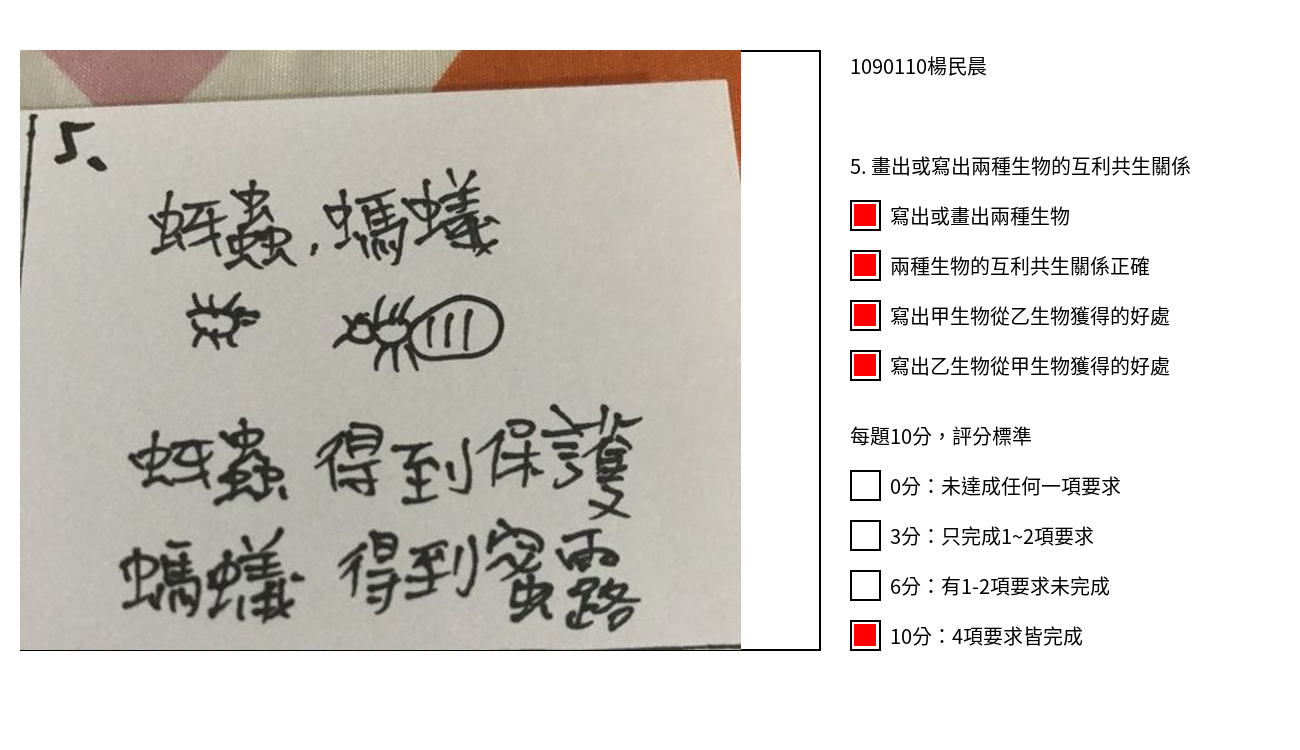 5.
蚜蟲,螞蟻
蚜蟲 得到保護
螞蟻 得到蜜露
1090110楊民晨
5. 畫出或寫出兩種生物的互利共生關係
寫出或畫出兩種生物
兩種生物的互利共生關係正確
寫出甲生物從乙生物獲得的好處
寫出乙生物從甲生物獲得的好處
每題10分，評分標準
0分：未達成任何一項要求
3分：只完成1~2項要求
6分：有1-2項要求未完成
10分：4項要求皆完成